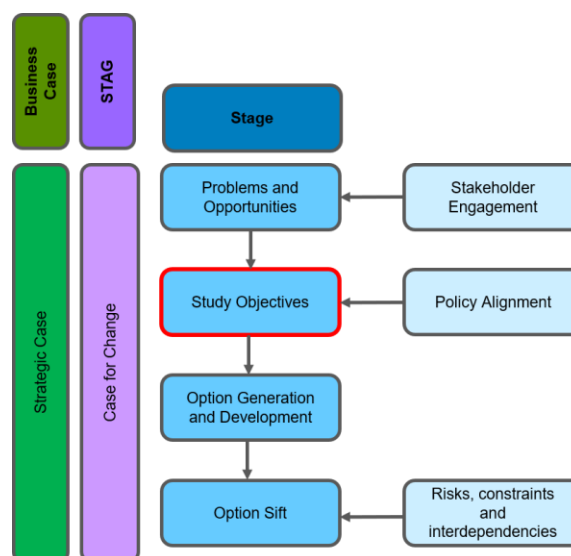 Business
Case
STAG
Stage
Strategic Case
Case for Change
Problems and
Opportunities
Stakeholder
Engagement
Study Objectives
Policy Alignment
Option Generation
and Development
Option Sift
Risks, constraints
and
interdependencies